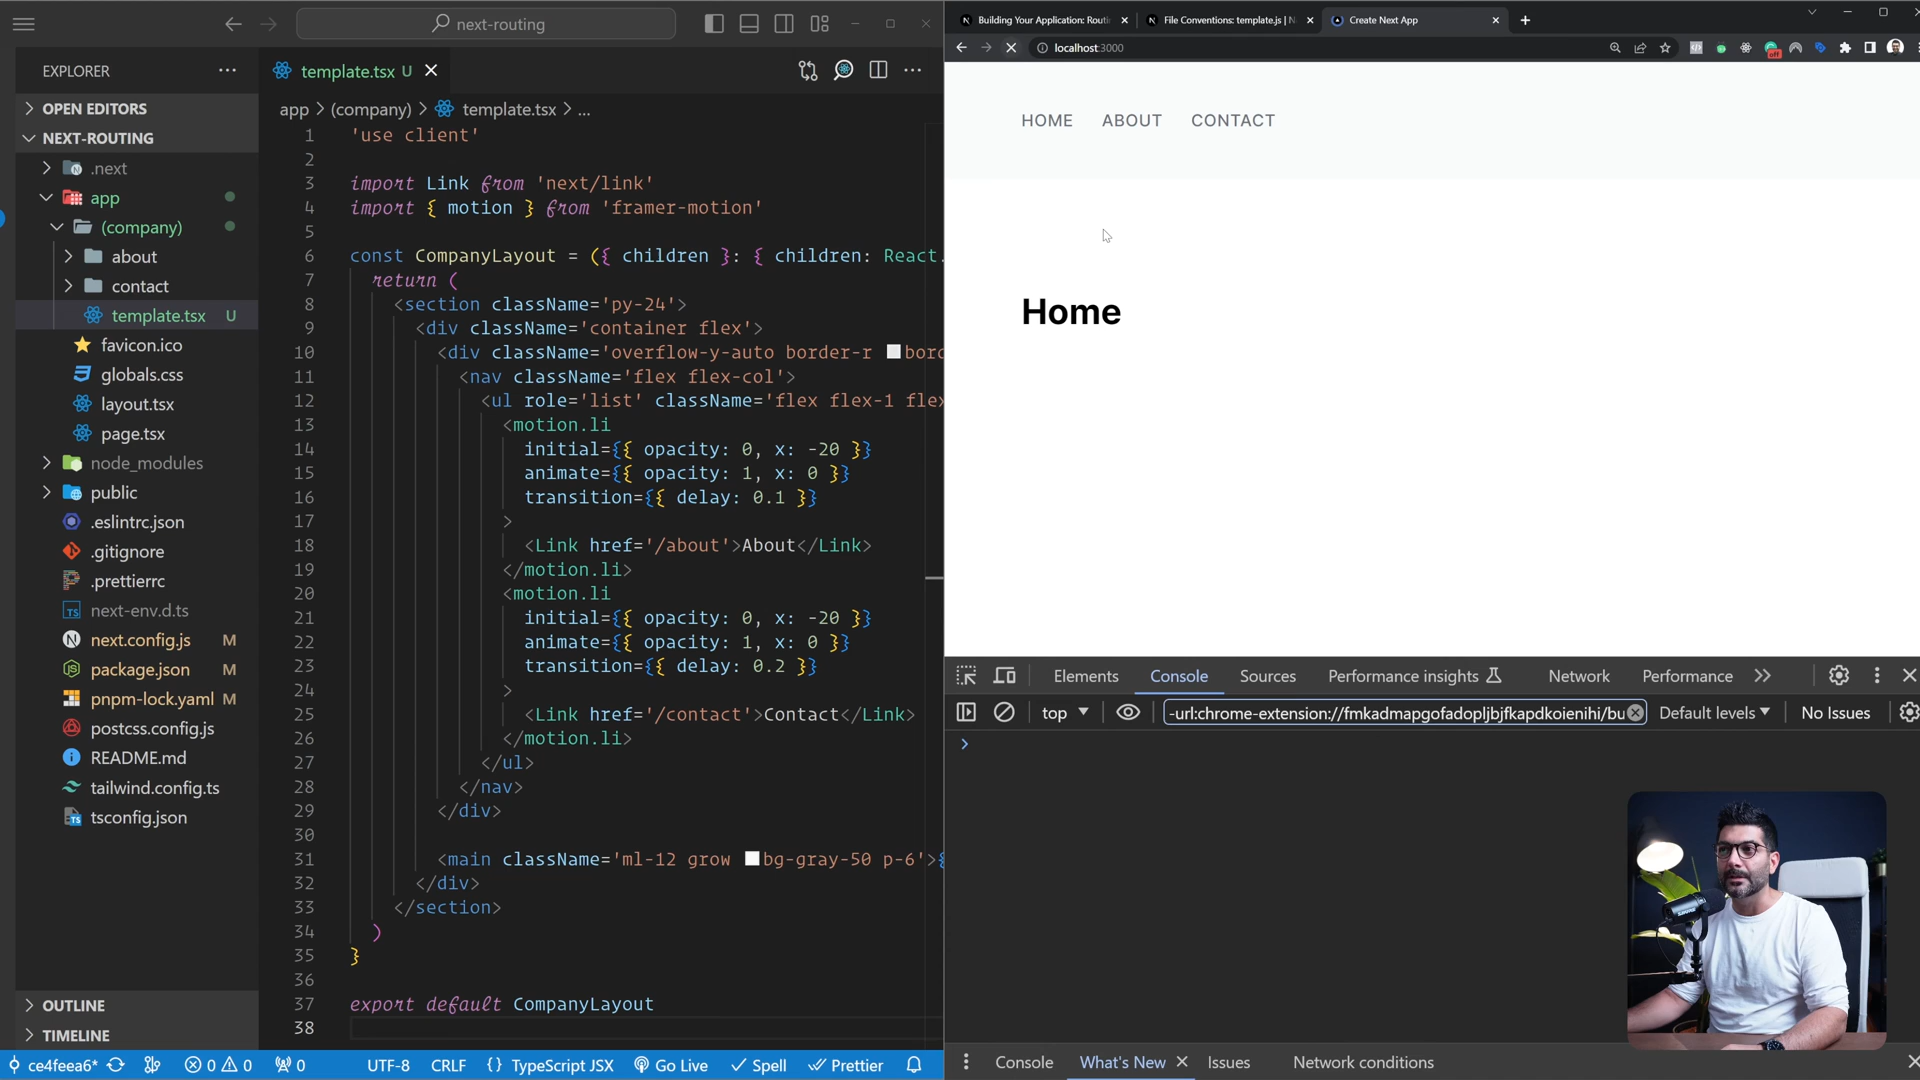 next-routing
Building Your Application: Routi
File Conventions: template.js | N
Create Next App
localhost:3000
EXPLORER
OPEN EDITORS
NEXT-ROUTING
.next
app
(company)
about
contact
template.tsx U
favicon.ico
globals.css
layout.tsx
page.tsx
node_modules
public
.eslintrc.json
.gitignore
.prettierrc
next-env.d.ts
next.config.js M
package.json M
pnpm-lock.yaml M
postcss.config.js
README.md
tailwind.config.ts
tsconfig.json
OUTLINE
TIMELINE
template.tsx U
app > (company) > template.tsx > ...
1 'use client'
2
3 import Link from 'next/link'
4 import { motion } from 'framer-motion'
5
6 const CompanyLayout = ({ children }: { children: React.
7 return (
8 <section className='py-24'>
9 <div className='container flex'>
10 <div className='overflow-y-auto border-r bord
11 <nav className='flex flex-col'>
12 <ul role='list' className='flex flex-1 flex
13 <motion.li
14 initial={{ opacity: 0, x: -20 }}
15 animate={{ opacity: 1, x: 0 }}
16 transition={{ delay: 0.1 }}
17 >
18 <Link href='/about'>About</Link>
19 </motion.li>
20 <motion.li
21 initial={{ opacity: 0, x: -20 }}
22 animate={{ opacity: 1, x: 0 }}
23 transition={{ delay: 0.2 }}
24 >
25 <Link href='/contact'>Contact</Link>
26 </motion.li>
27 </ul>
28 </nav>
29 </div>
30
31 <main className='ml-12 grow bg-gray-50 p-6'>{
32 </div>
33 </section>
34 )
35 }
36
37 export default CompanyLayout
38
HOME ABOUT CONTACT
Home
Elements Console Sources Performance insights Network Performance
top -url:chrome-extension://fmkadmapgofadopljbjfkapdkoienihi/bu Default levels No Issues
Console What's New Issues Network conditions
ce4feea6* 0 0 0 UTF-8 CRLF {} TypeScript JSX Go Live Spell Prettier